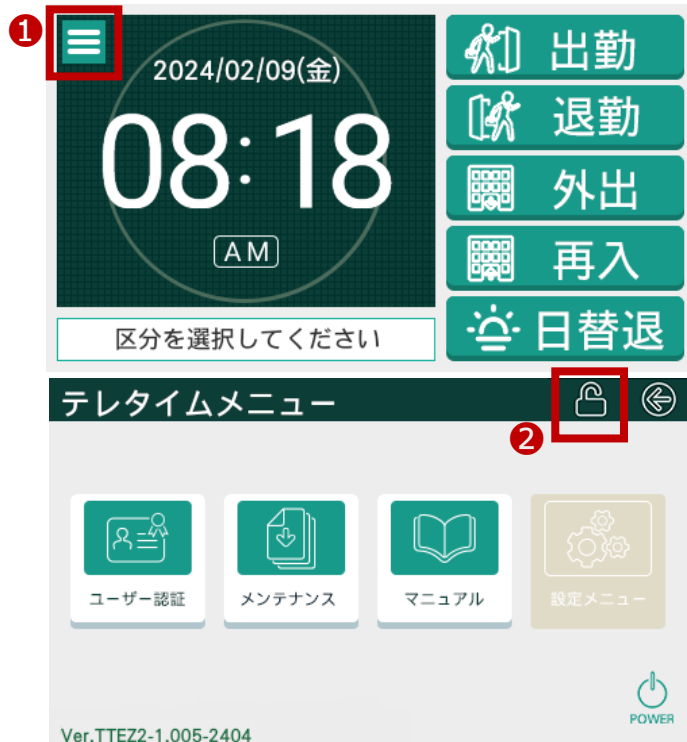 ❶
2024/02/09(金)
08:18
AM
区分を選択してください
出勤
退勤
外出
再入
日替退
テレタイムメニュー
❷
ユーザー認証
メンテナンス
マニュアル
設定メニュー
POWER
Ver.TTEZ2-1.005-2404